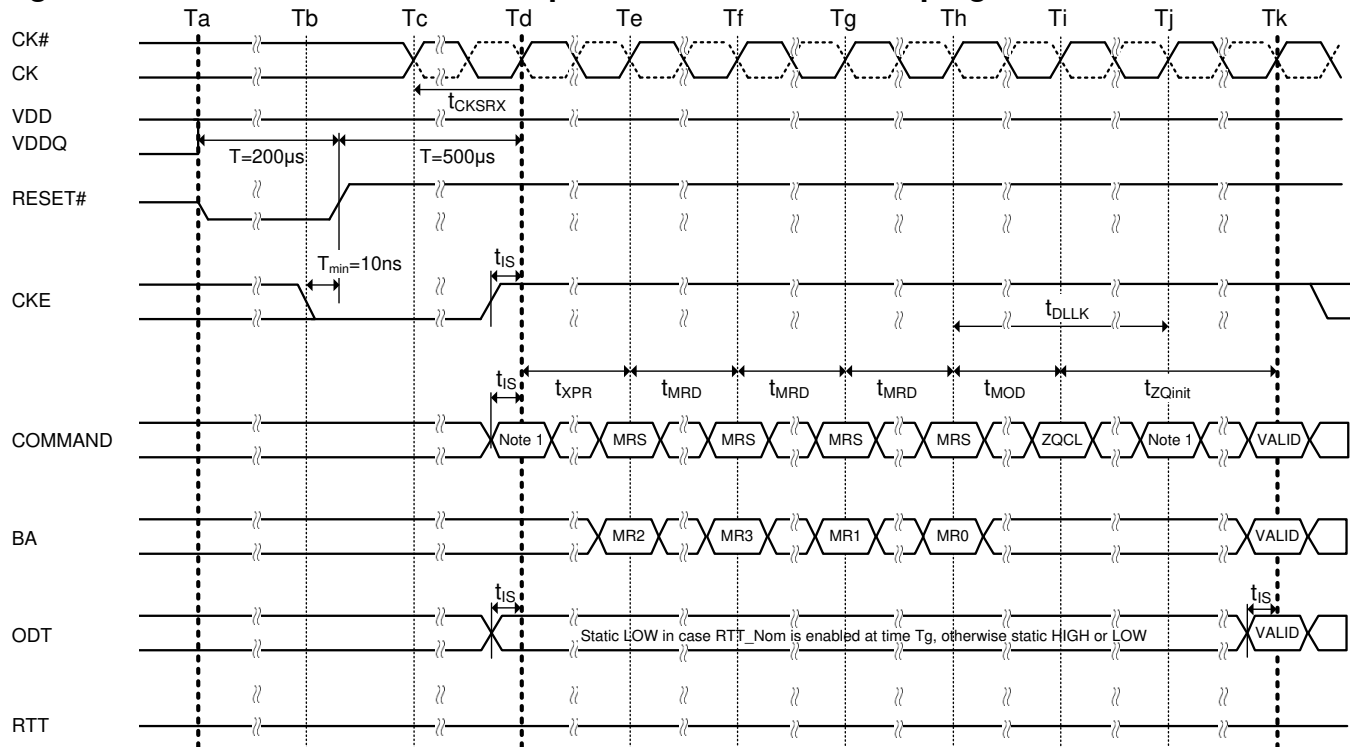 Ta Tb Tc Td Te Tf Tg Th Ti Tj Tk
CK#
CK
tCKSRX
VDD
VDDQ
T=200µs T=500µs
RESET#
Tmin=10ns tIS
CKE
tDLLK
tIS tXPR tMRD tMRD tMRD tMOD tZQinit
COMMAND Note 1 MRS MRS MRS MRS ZQCL Note 1 VALID
BA MR2 MR3 MR1 MR0 VALID
tIS tIS
ODT Static LOW in case RTT_Nom is enabled at time Tg, otherwise static HIGH or LOW VALID
RTT